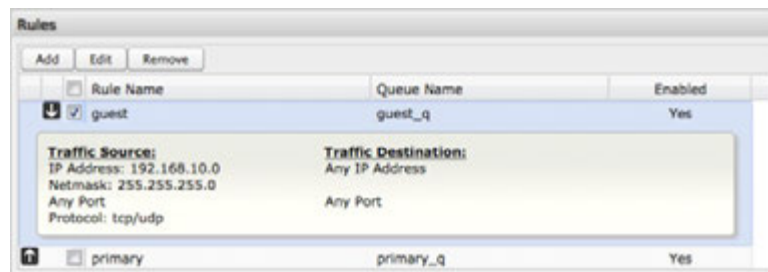 Rules
Add Edit Remove
Rule Name Queue Name Enabled
guest guest_q Yes
Traffic Source: Traffic Destination:
IP Address: 192.168.10.0 Any IP Address
Netmask: 255.255.255.0
Any Port Any Port
Protocol: tcp/udp
primary primary_q Yes